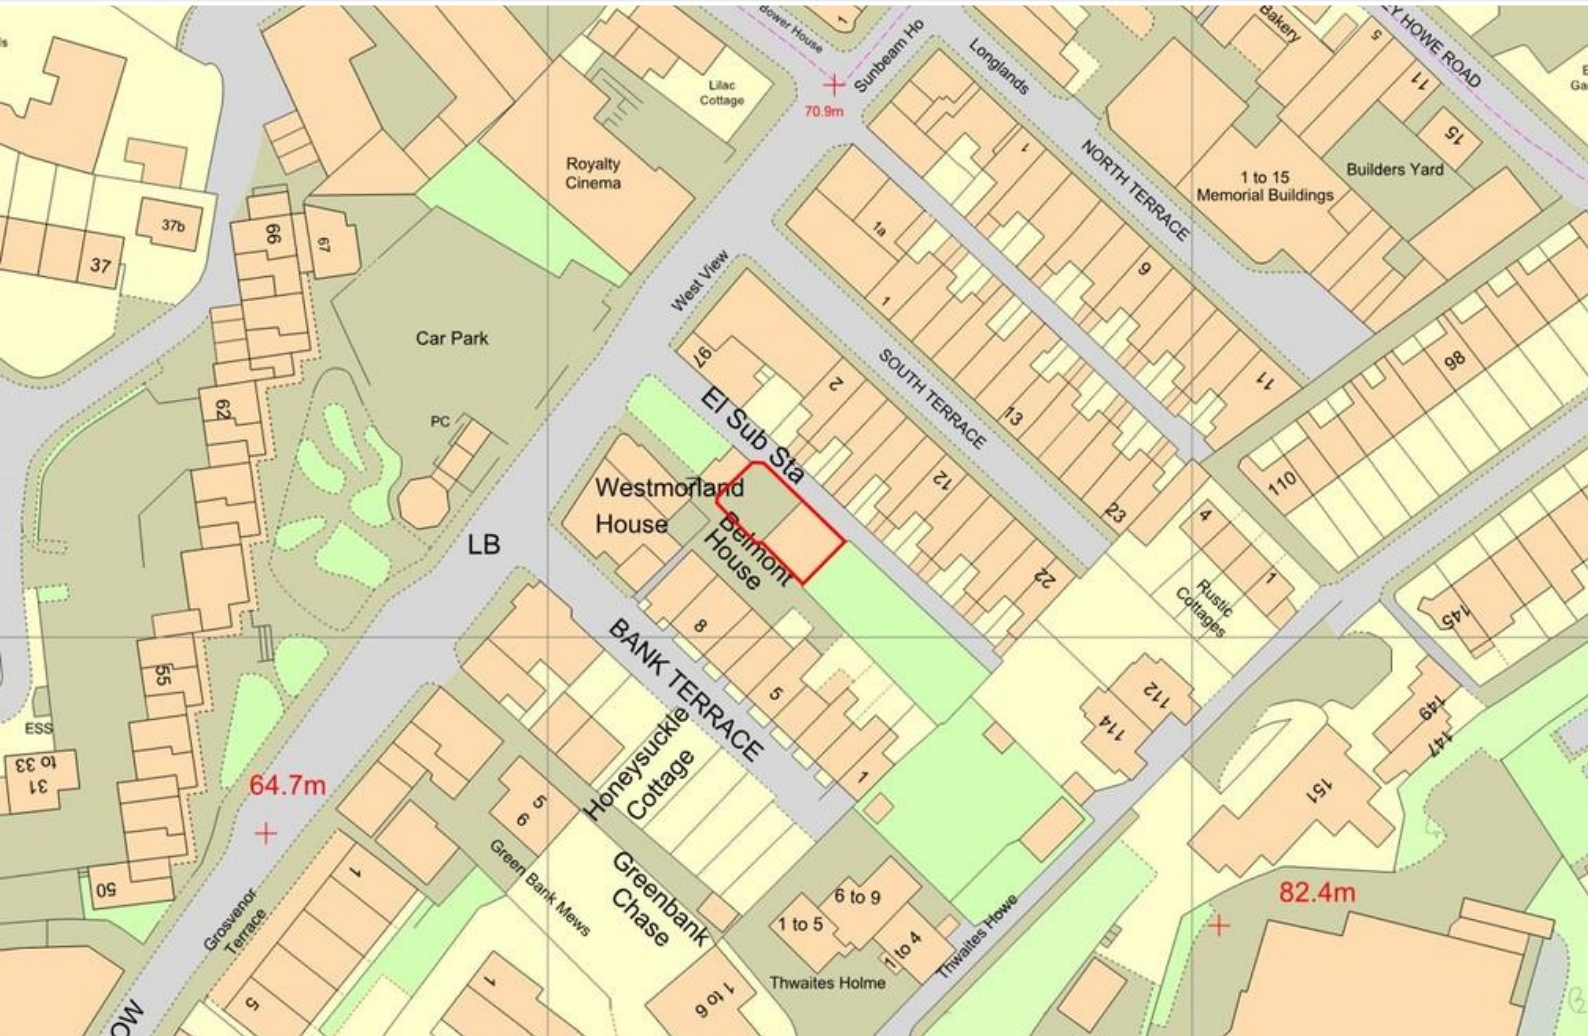 Bower House
1
Sunbeam Ho
Longlands
Bakery
5
EY HOWE ROAD
11
15
Lilac
Cottage
70.9m
Royalty
Cinema
1
NORTH TERRACE
1 to 15
Memorial Buildings
Builders Yard
37b
37
66
67
1a
9
West View
1
Car Park
97
2
SOUTH TERRACE
11
98
62
PC
El Sub Sta
13
12
110
Westmorland
House
23
4
LB
Belmont
House
22
1
Rustic
Cottages
145
BANK TERRACE
8
55
5
112
114
149
147
ESS
31
to 33
64.7m
Honeysuckle
Cottage
1
151
5
9
Green Bank Mews
Greenbank
Chase
1
50
6 to 9
1 to 5
1 to 4
82.4m
Grosvenor
Terrace
Thwaites Howe
Thwaites Holme
5
1
1 to 6
OW